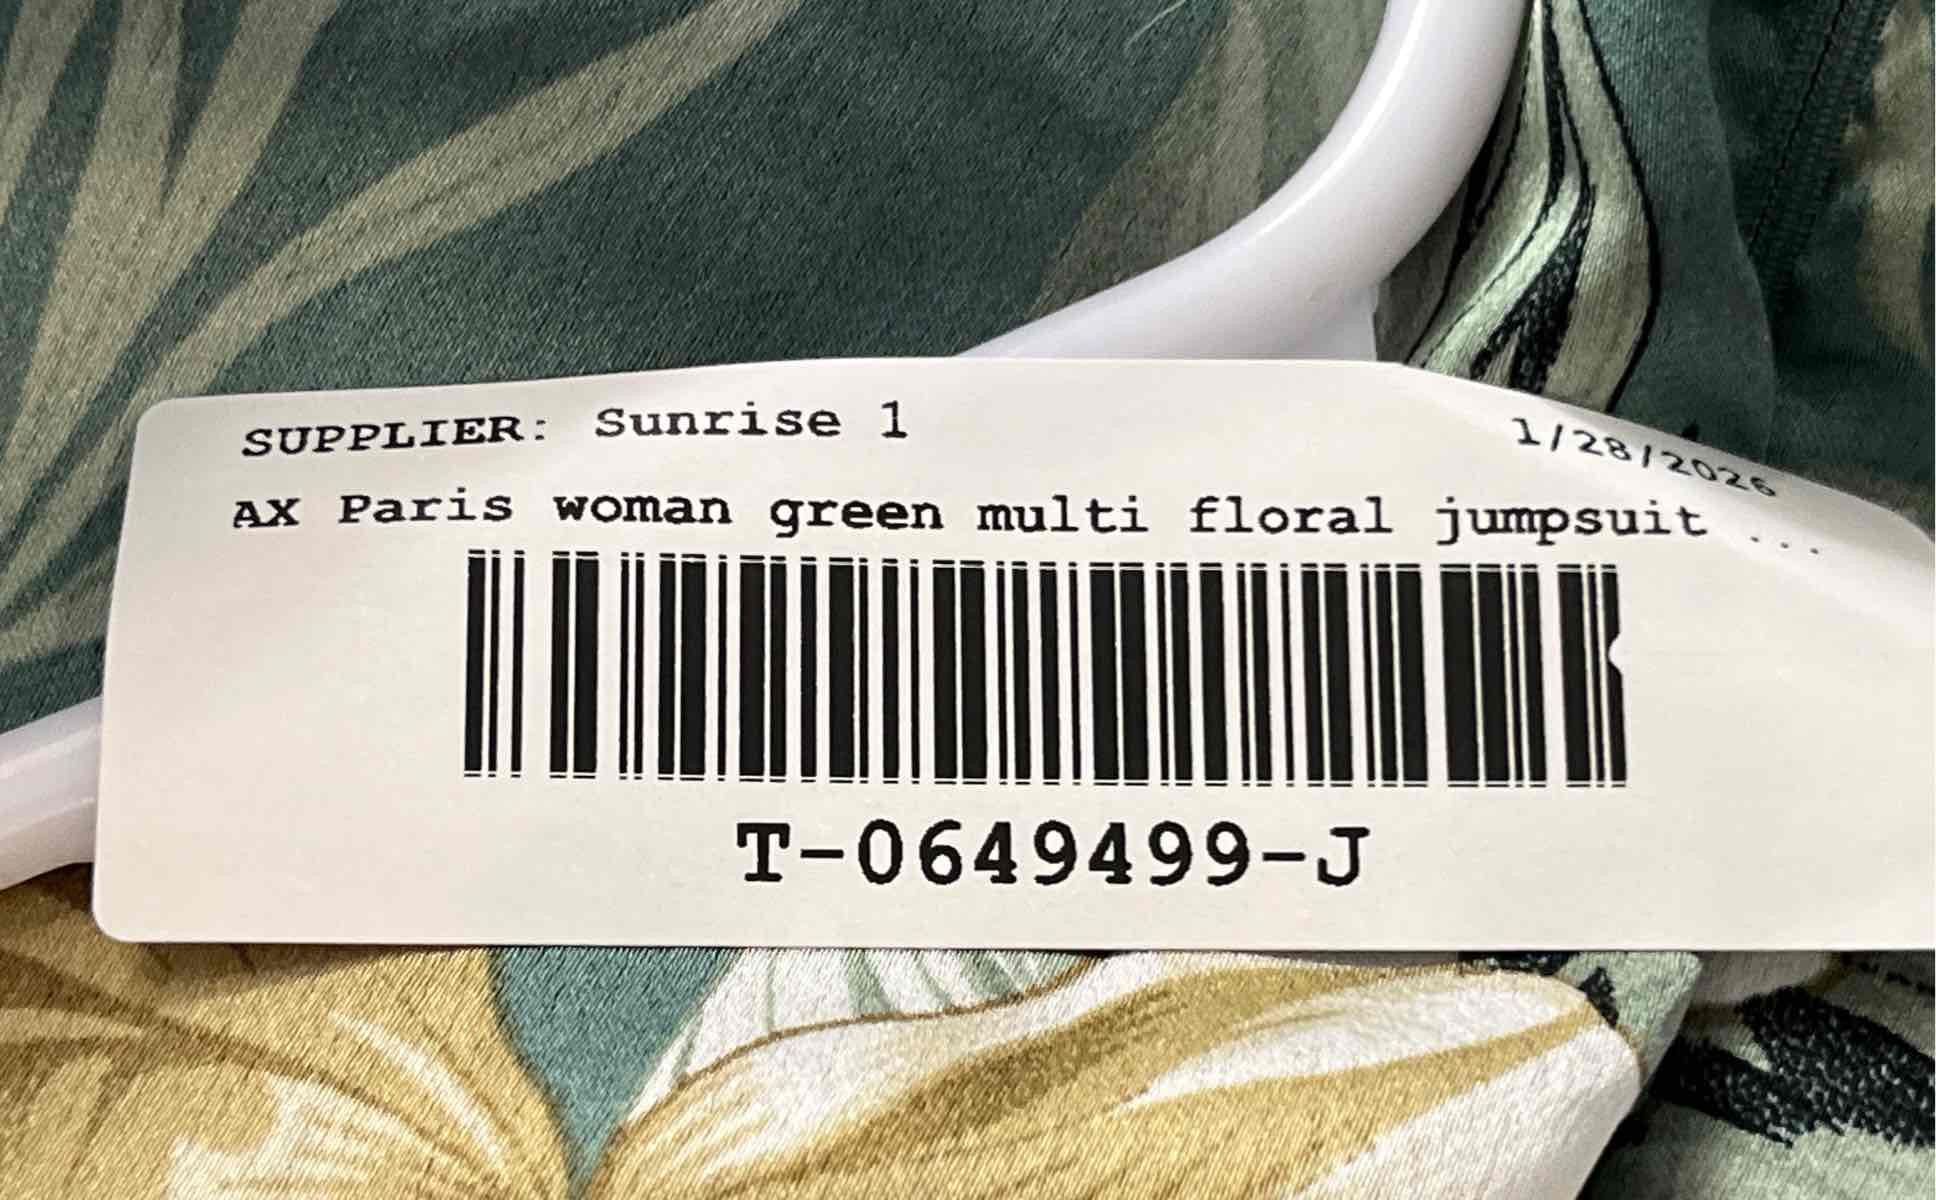 SUPPLIER: Sunrise 1
1/28/2026
AX Paris woman green multi floral jumpsuit ...
T-0649499-J